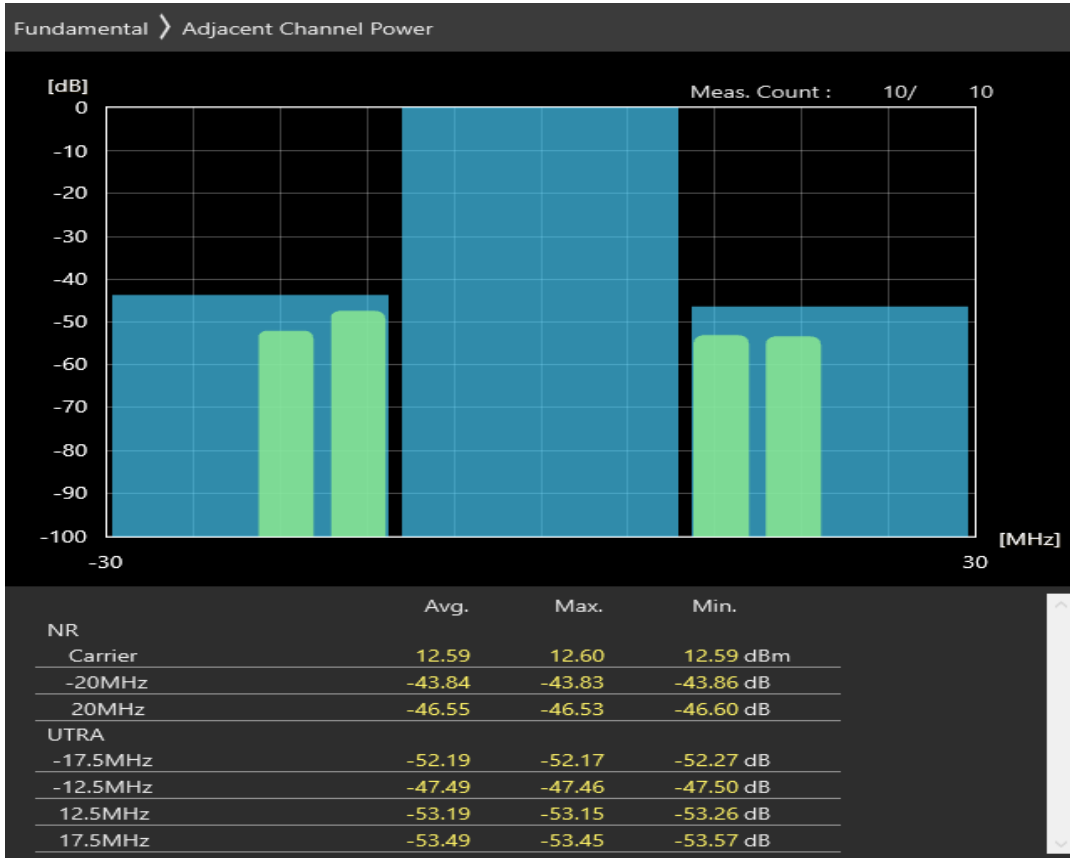 Fundamental ❭ Adjacent Channel Power
[dB]
Meas. Count : 10/ 10
0
-10
-20
-30
-40
-50
-60
-70
-80
-90
-100
[MHz]
-30 30
Avg. Max. Min.
NR
Carrier 12.59 12.60 12.59 dBm
-20MHz -43.84 -43.83 -43.86 dB
20MHz -46.55 -46.53 -46.60 dB
UTRA
-17.5MHz -52.19 -52.17 -52.27 dB
-12.5MHz -47.49 -47.46 -47.50 dB
12.5MHz -53.19 -53.15 -53.26 dB
17.5MHz -53.49 -53.45 -53.57 dB